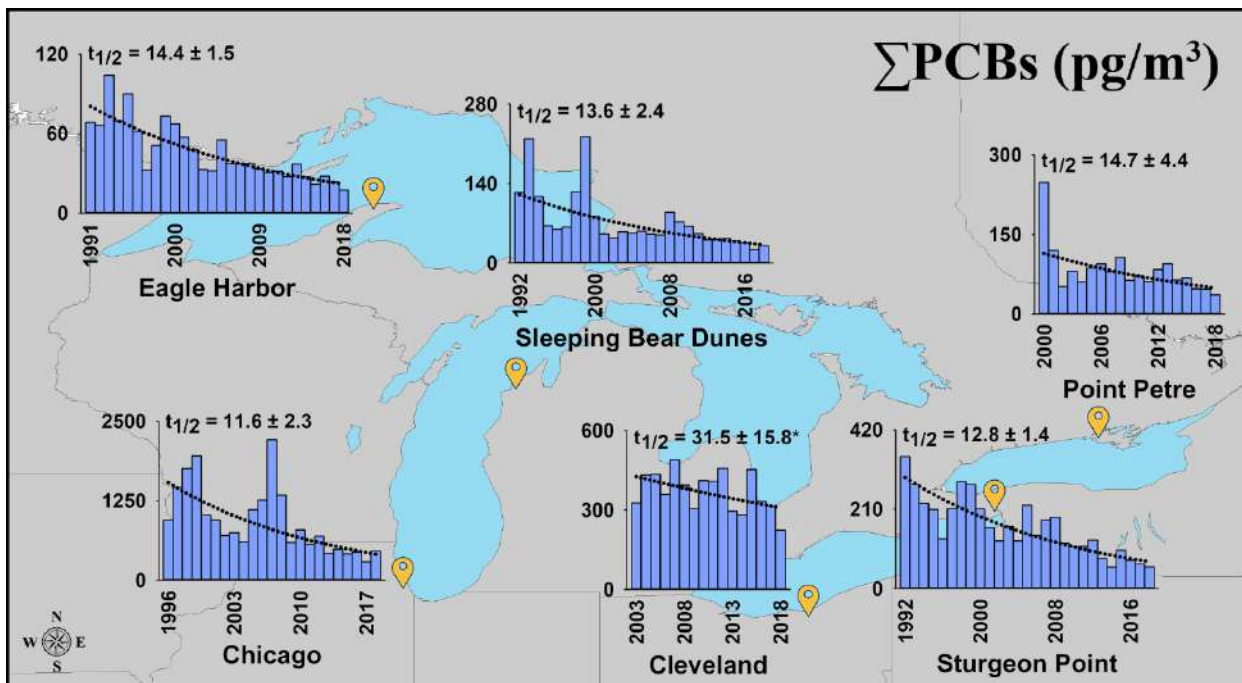 ∑PCBs (pg/m³)
t1/2 = 14.4 ± 1.5
120
60
0
1991
2000
2009
2018
Eagle Harbor
t1/2 = 13.6 ± 2.4
280
140
0
1992
2000
2008
2016
Sleeping Bear Dunes
t1/2 = 14.7 ± 4.4
300
150
0
2000
2006
2012
2018
Point Petre
t1/2 = 11.6 ± 2.3
2500
1250
0
1996
2003
2010
2017
Chicago
t1/2 = 31.5 ± 15.8*
600
300
0
2003
2008
2013
2018
Cleveland
t1/2 = 12.8 ± 1.4
420
210
0
1992
2000
2008
2016
Sturgeon Point
N
W E
S